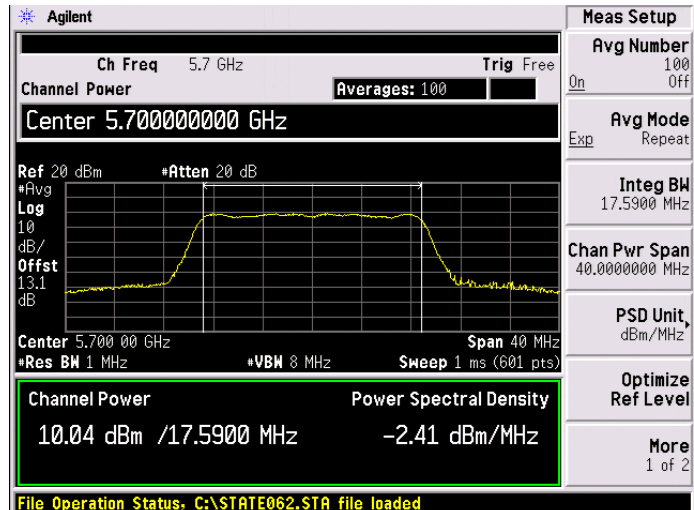 Agilent
Ch Freq 5.7 GHz Trig Free
Channel Power Averages: 100
Center 5.700000000 GHz
Ref 20 dBm #Atten 20 dB
#Avg
Log
10
dB/
Offst
13.1
dB
Center 5.700 00 GHz Span 40 MHz
#Res BW 1 MHz #VBW 8 MHz Sweep 1 ms (601 pts)
Channel Power Power Spectral Density
10.04 dBm /17.5900 MHz -2.41 dBm/MHz
File Operation Status, C:\STATE062.STA file loaded
Meas Setup
Avg Number
100
On Off
Avg Mode
Exp Repeat
Integ BW
17.5900 MHz
Chan Pwr Span
40.0000000 MHz
PSD Unit
dBm/MHz
Optimize
Ref Level
More
1 of 2